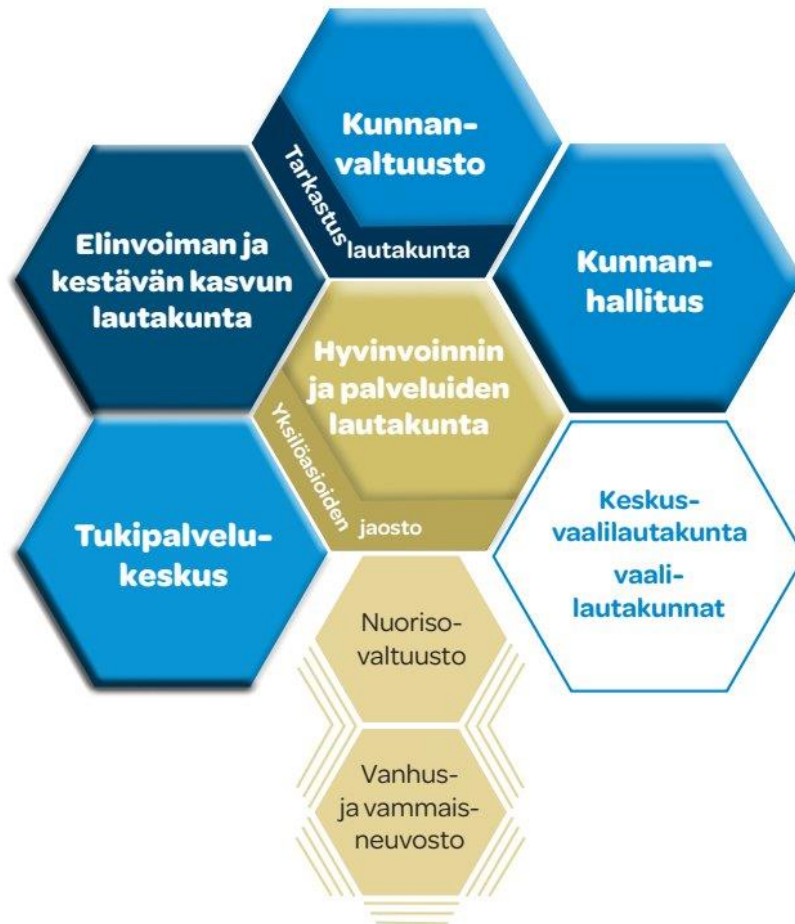 Kunnan-
valtuusto
Tarkastus
lautakunta
Elinvoiman ja
kestävän kasvun
lautakunta
Kunnan-
hallitus
Hyvinvoinnin
ja palveluiden
lautakunta
Yksilöasioiden
jaosto
Tukipalvelu-
keskus
Keskus-
vaalilautakunta
vaali-
lautakunnat
Nuoriso-
valtuusto
Vanhus-
ja vammais-
neuvosto